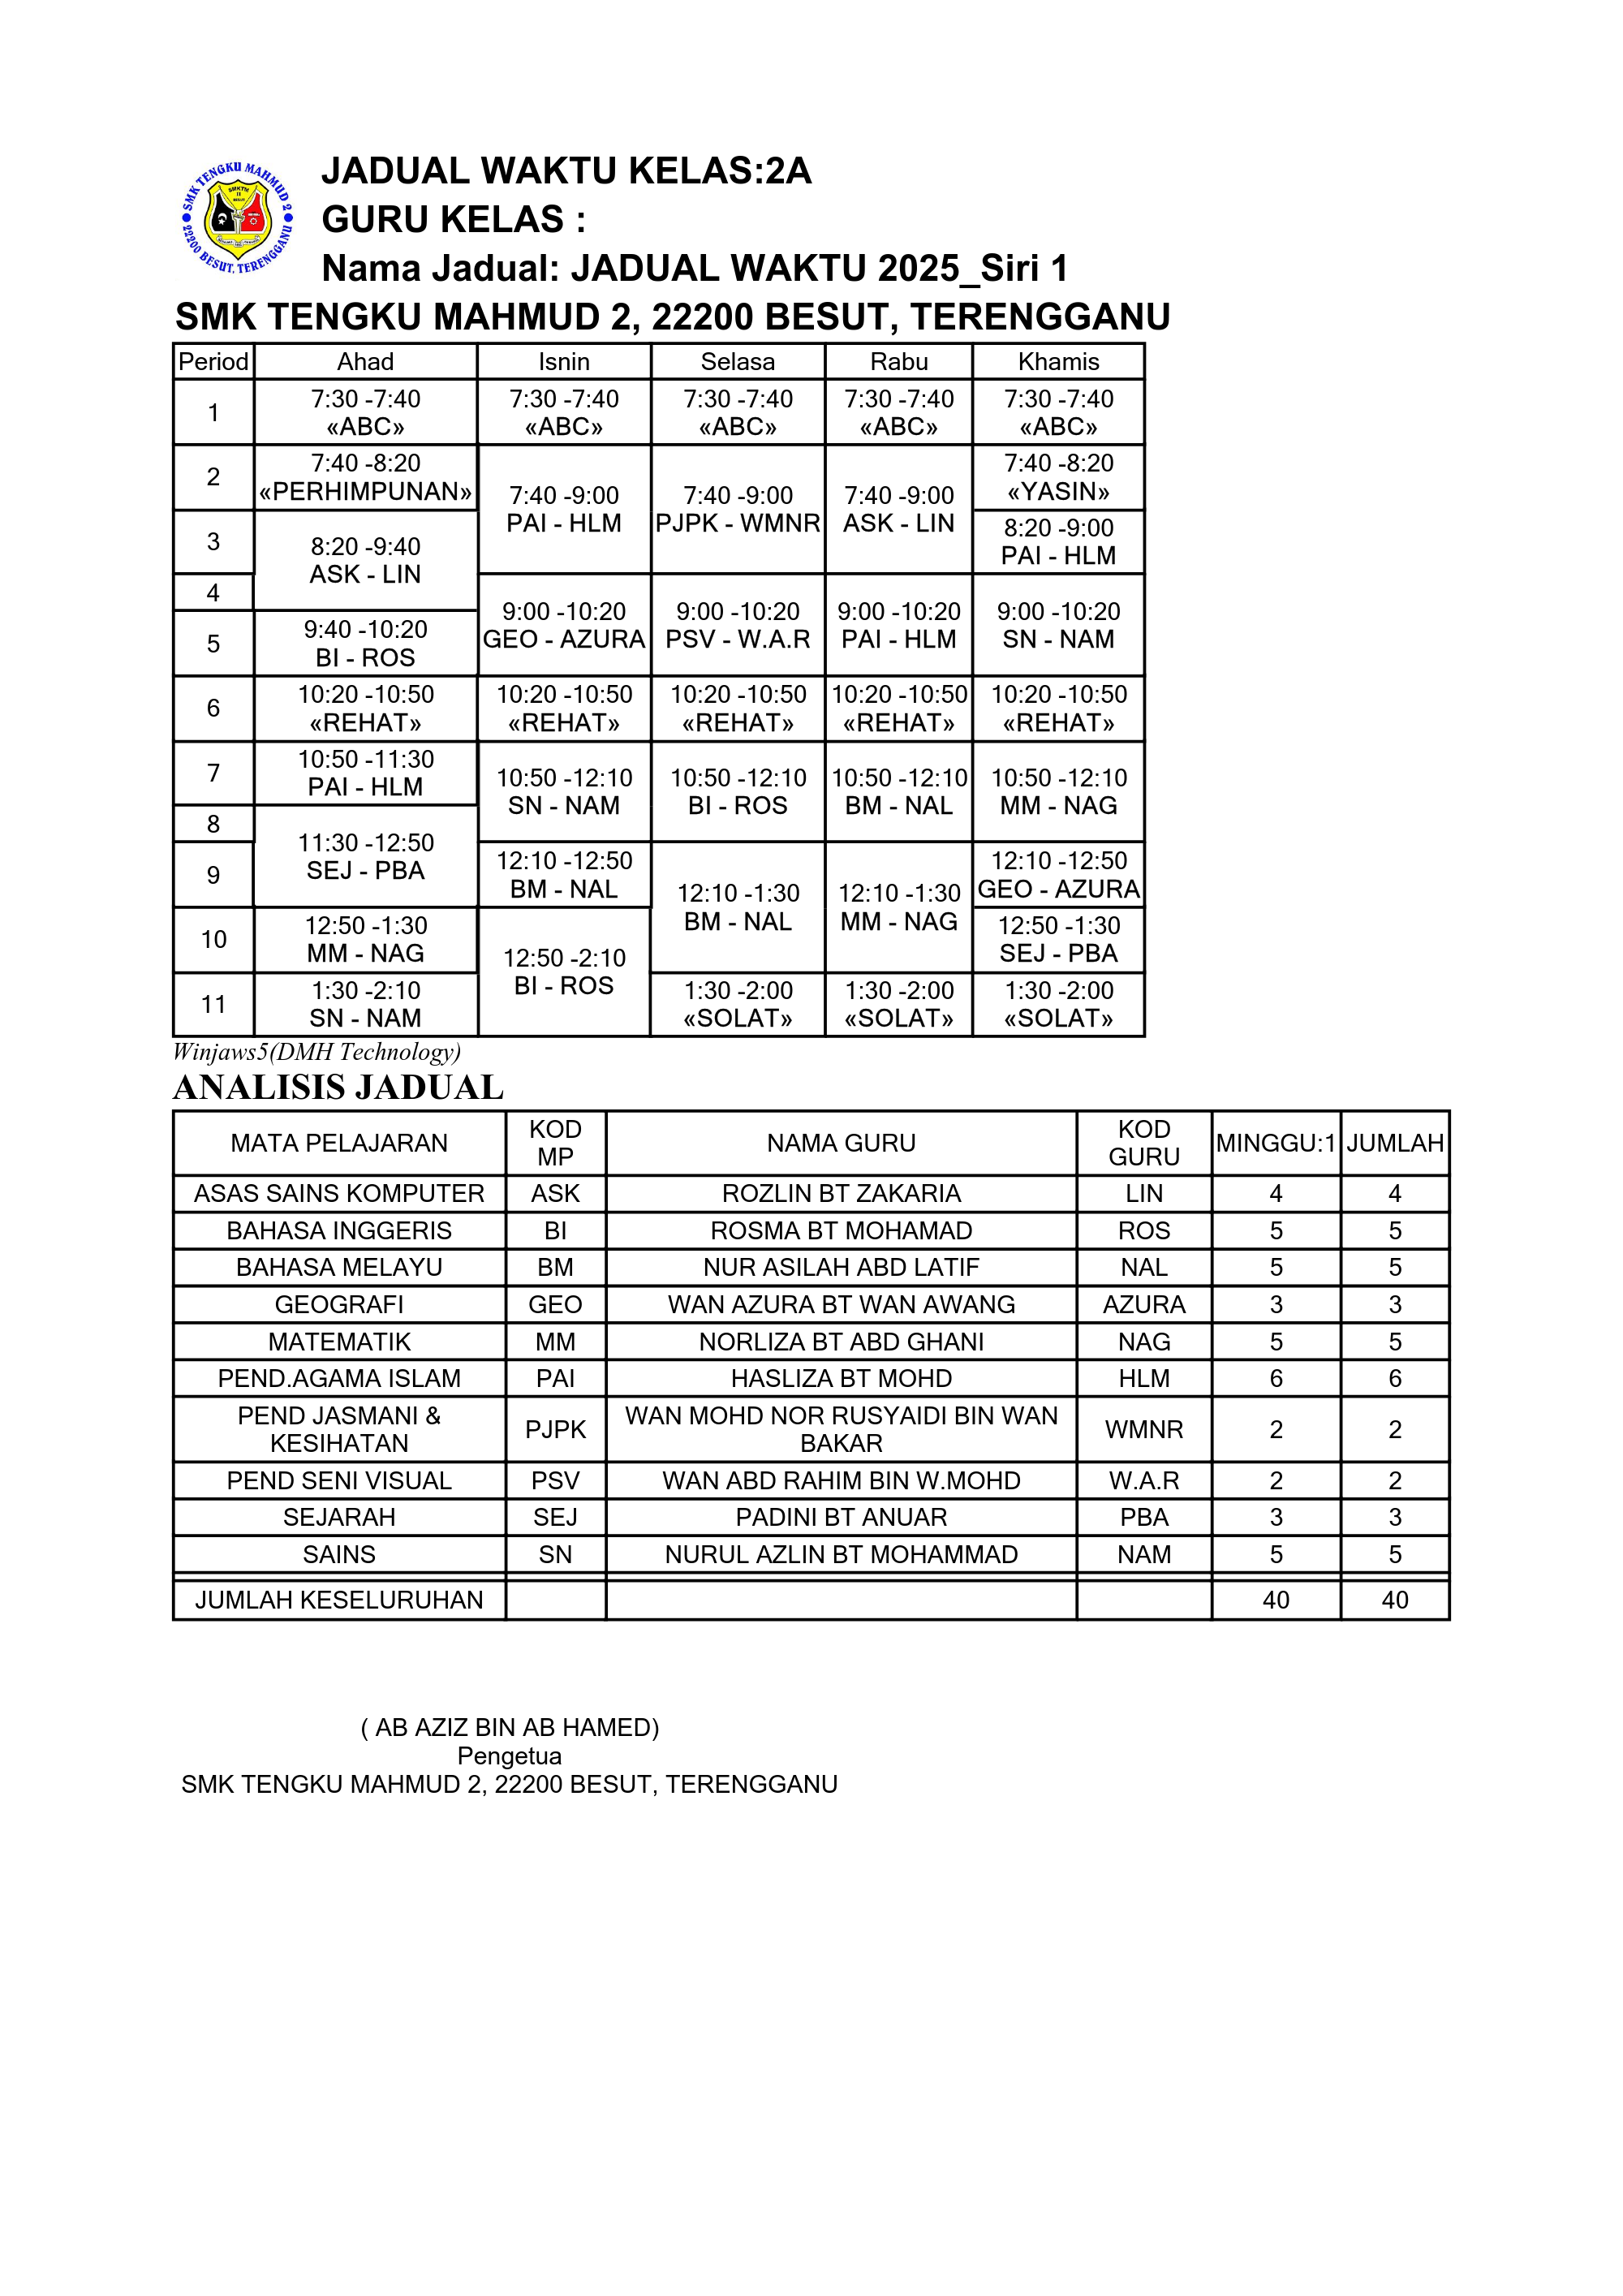 SMK TENGKU MAHMUD 2
22200 BESUT, TERENGGANU
JADUAL WAKTU KELAS:2A
GURU KELAS :
Nama Jadual: JADUAL WAKTU 2025_Siri 1
SMK TENGKU MAHMUD 2, 22200 BESUT, TERENGGANU
Period Ahad Isnin Selasa Rabu Khamis
1
7:30 -7:40 7:30 -7:40 7:30 -7:40 7:30 -7:40 7:30 -7:40
«ABC» «ABC» «ABC» «ABC» «ABC»
2
7:40 -8:20
«PERHIMPUNAN»
7:40 -9:00
PAI - HLM
7:40 -9:00
PJPK - WMNR
7:40 -9:00
ASK - LIN
7:40 -8:20
«YASIN»
3
8:20 -9:40
ASK - LIN
8:20 -9:00
PAI - HLM
4
9:00 -10:20
GEO - AZURA
9:00 -10:20
PSV - W.A.R
9:00 -10:20
PAI - HLM
9:00 -10:20
SN - NAM
5
9:40 -10:20
BI - ROS
6
10:20 -10:50 10:20 -10:50 10:20 -10:50 10:20 -10:50 10:20 -10:50
«REHAT» «REHAT» «REHAT» «REHAT» «REHAT»
7
10:50 -11:30
PAI - HLM
10:50 -12:10
SN - NAM
10:50 -12:10
BI - ROS
10:50 -12:10
BM - NAL
10:50 -12:10
MM - NAG
8
11:30 -12:50
SEJ - PBA
9
12:10 -12:50
BM - NAL
12:10 -1:30
BM - NAL
12:10 -1:30
MM - NAG
12:10 -12:50
GEO - AZURA
10
12:50 -1:30
MM - NAG
12:50 -2:10
BI - ROS
12:50 -1:30
SEJ - PBA
11
1:30 -2:10
SN - NAM
1:30 -2:00
«SOLAT»
1:30 -2:00
«SOLAT»
1:30 -2:00
«SOLAT»
Winjaws5(DMH Technology)
ANALISIS JADUAL
MATA PELAJARAN
KOD
MP
NAMA GURU
KOD
GURU
MINGGU:1 JUMLAH
ASAS SAINS KOMPUTER ASK ROZLIN BT ZAKARIA LIN 4 4
BAHASA INGGERIS BI ROSMA BT MOHAMAD ROS 5 5
BAHASA MELAYU BM NUR ASILAH ABD LATIF NAL 5 5
GEOGRAFI GEO WAN AZURA BT WAN AWANG AZURA 3 3
MATEMATIK MM NORLIZA BT ABD GHANI NAG 5 5
PEND.AGAMA ISLAM PAI HASLIZA BT MOHD HLM 6 6
PEND JASMANI &
KESIHATAN
PJPK
WAN MOHD NOR RUSYAIDI BIN WAN
BAKAR
WMNR 2 2
PEND SENI VISUAL PSV WAN ABD RAHIM BIN W.MOHD W.A.R 2 2
SEJARAH SEJ PADINI BT ANUAR PBA 3 3
SAINS SN NURUL AZLIN BT MOHAMMAD NAM 5 5
JUMLAH KESELURUHAN 40 40
( AB AZIZ BIN AB HAMED)
Pengetua
SMK TENGKU MAHMUD 2, 22200 BESUT, TERENGGANU